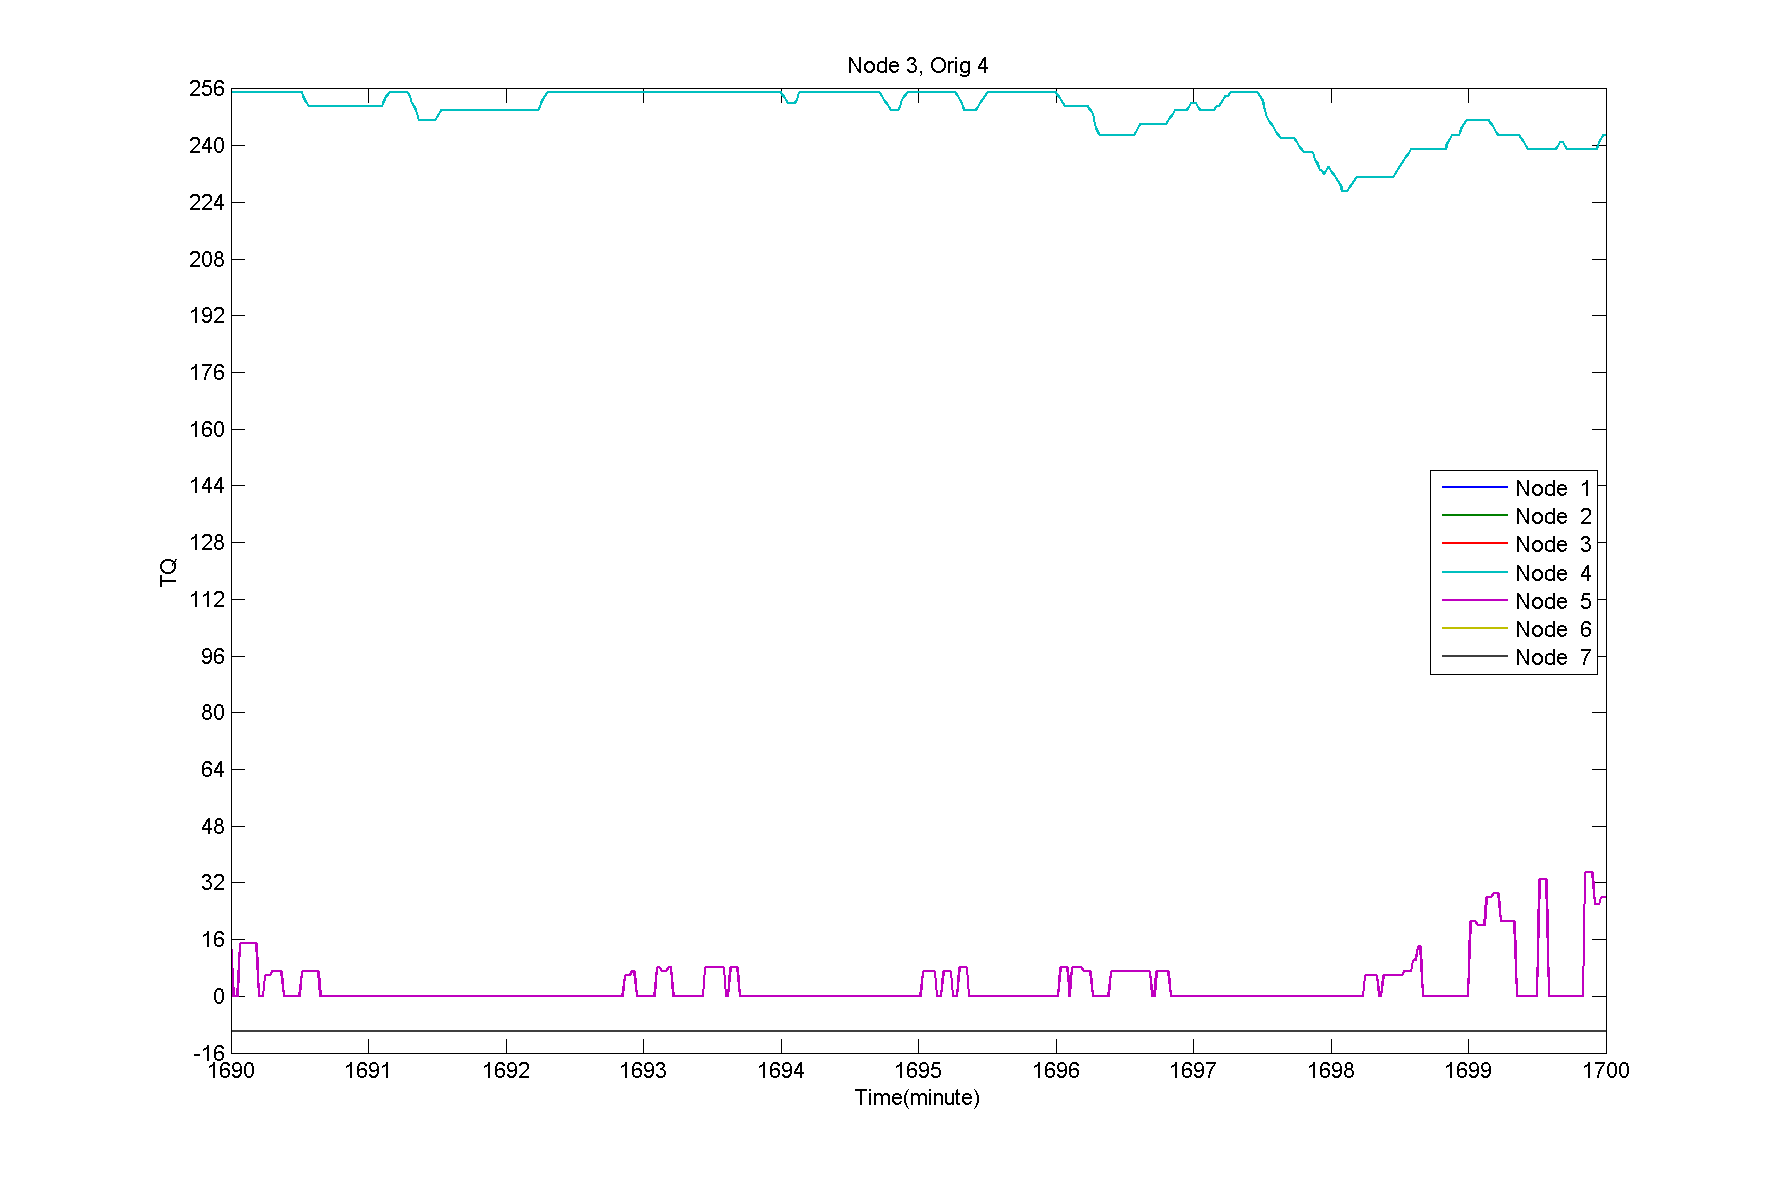 Node 3, Orig 4
256
240
224
208
192
176
160
144
128
112
96
80
64
48
32
16
0
-16
TQ
Node 1
Node 2
Node 3
Node 4
Node 5
Node 6
Node 7
1690 1691 1692 1693 1694 1695 1696 1697 1698 1699 1700
Time(minute)